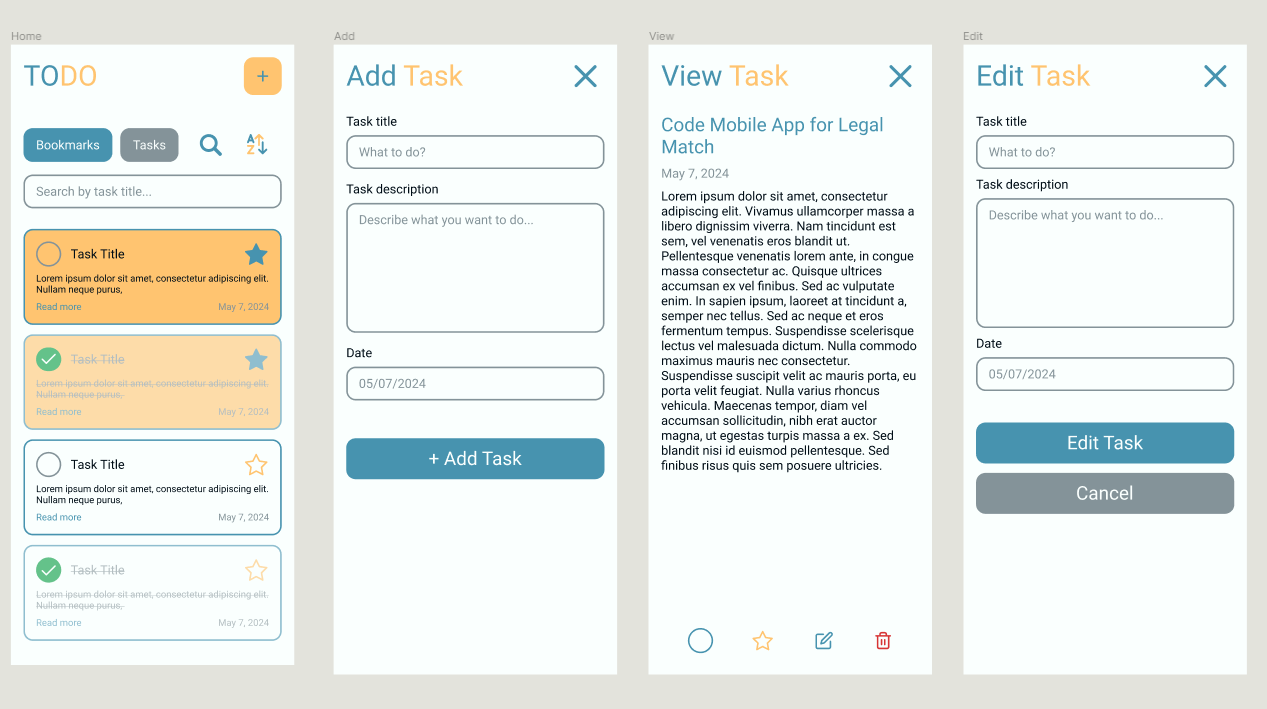 Home
TODO
+
Bookmarks
Tasks
A
Z
Search by task title...
Task Title
Lorem ipsum dolor sit amet, consectetur adipiscing elit.
Nullam neque purus,
Read more
May 7, 2024
Task Title
Lorem ipsum dolor sit amet, consectetur adipiscing elit.
Nullam neque purus,
Read more
May 7, 2024
Task Title
Lorem ipsum dolor sit amet, consectetur adipiscing elit.
Nullam neque purus,
Read more
May 7, 2024
Task Title
Lorem ipsum dolor sit amet, consectetur adipiscing elit.
Nullam neque purus,
Read more
May 7, 2024
Add
Add Task
Task title
What to do?
Task description
Describe what you want to do...
Date
05/07/2024
+ Add Task
View
View Task
Code Mobile App for Legal
Match
May 7, 2024
Lorem ipsum dolor sit amet, consectetur
adipiscing elit. Vivamus ullamcorper massa a
libero dignissim viverra. Nam tincidunt est
sem, vel venenatis eros blandit ut.
Pellentesque venenatis lorem ante, in congue
massa consectetur ac. Quisque ultrices
accumsan ex vel finibus. Sed ac vulputate
enim. In sapien ipsum, laoreet at tincidunt a,
semper nec tellus. Sed ac neque et eros
fermentum tempus. Suspendisse scelerisque
lectus vel malesuada dictum. Nulla commodo
maximus mauris nec consectetur.
Suspendisse suscipit velit ac mauris porta, eu
porta velit feugiat. Nulla varius rhoncus
vehicula. Maecenas tempor, diam vel
accumsan sollicitudin, nibh erat auctor
magna, ut egestas turpis massa a ex. Sed
blandit nisi id euismod pellentesque. Sed
finibus risus quis sem posuere ultricies.
Edit
Edit Task
Task title
What to do?
Task description
Describe what you want to do...
Date
05/07/2024
Edit Task
Cancel